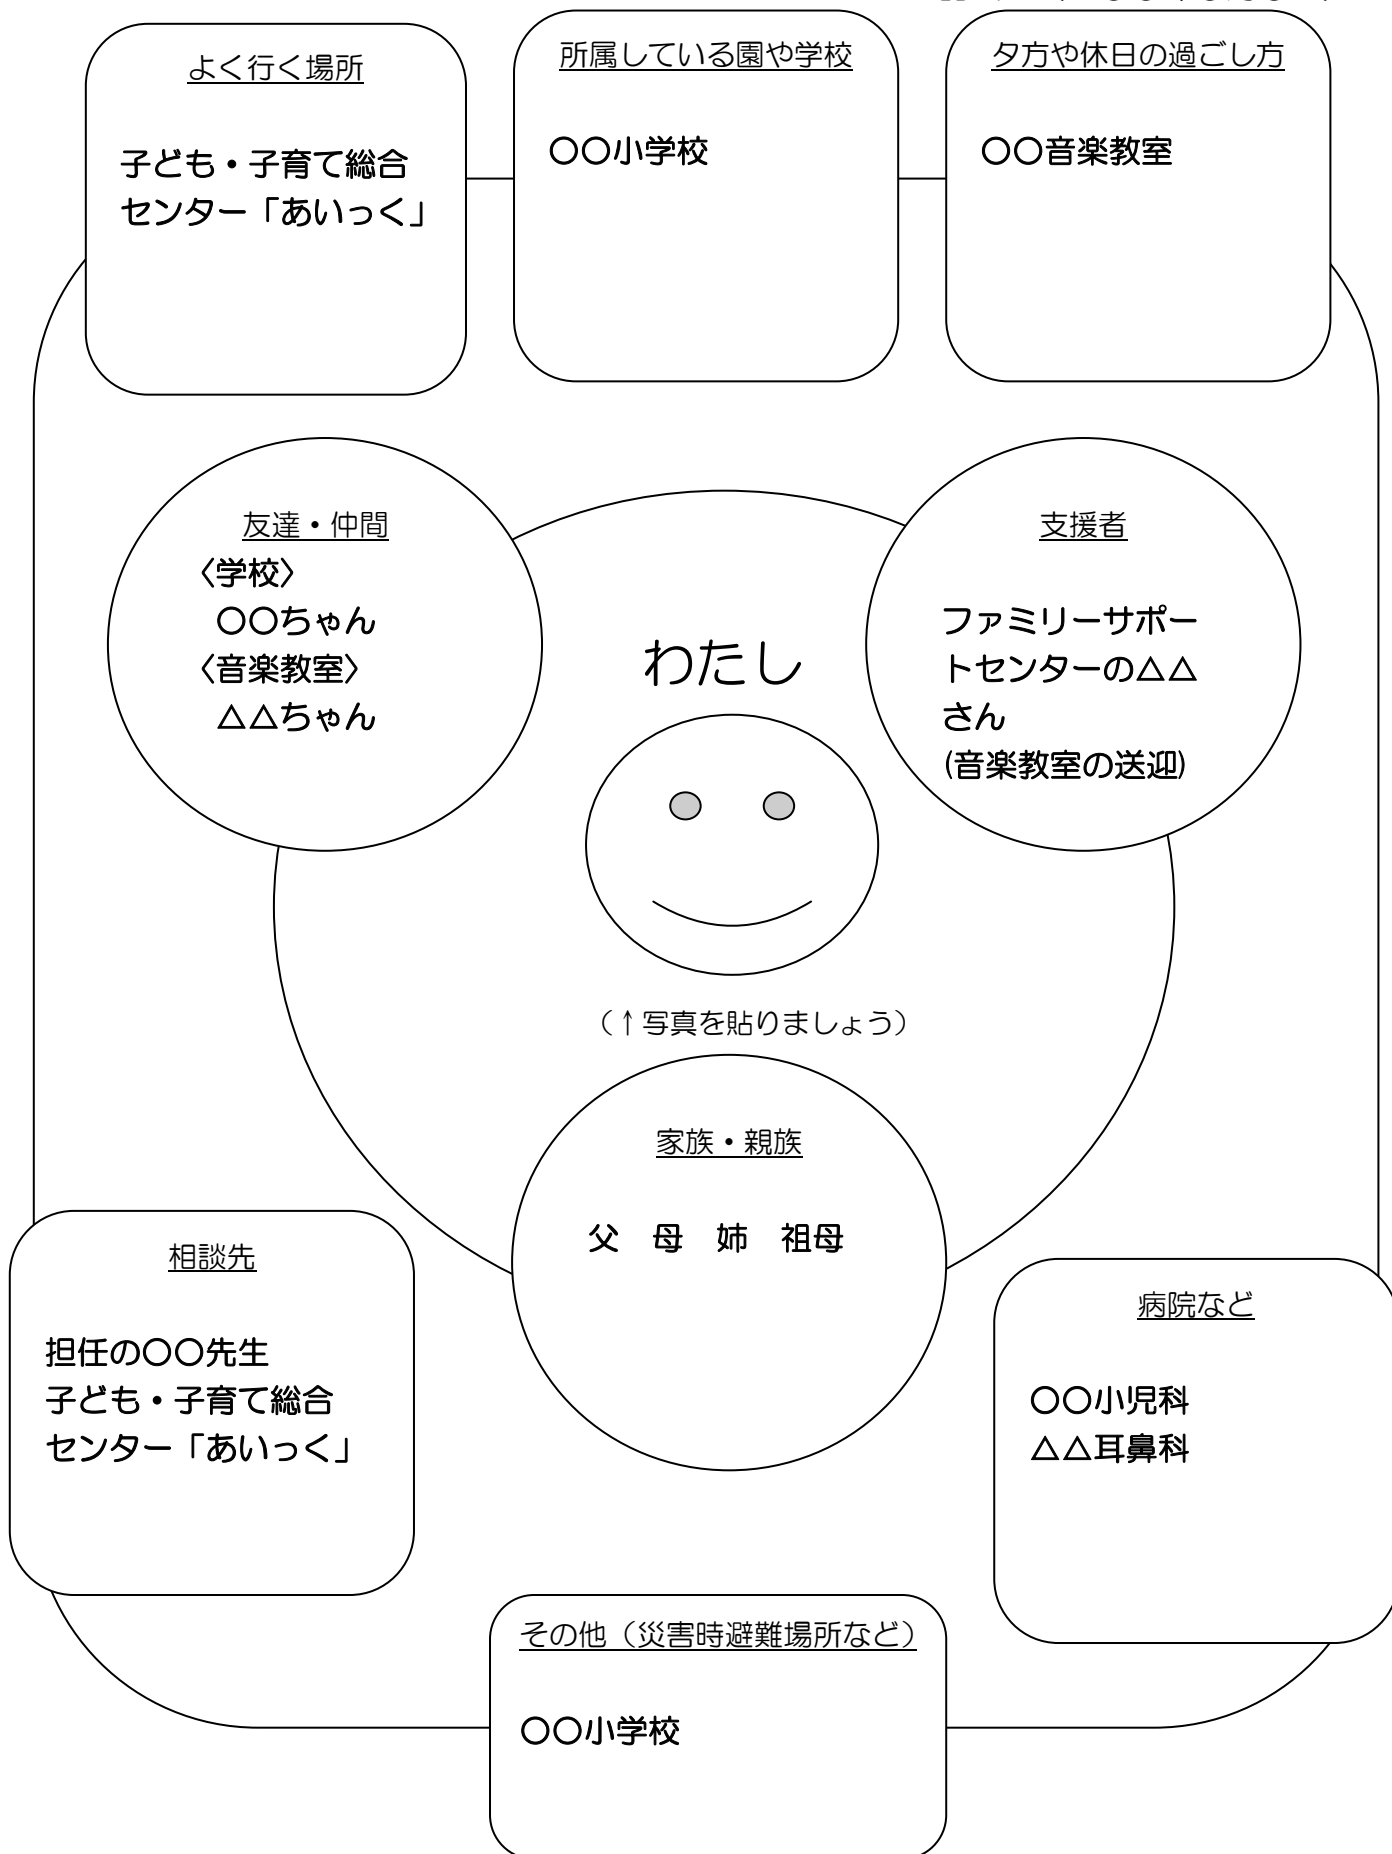 よく行く場所
子ども・子育て総合
センター「あいっく」
所属している園や学校
〇〇小学校
夕方や休日の過ごし方
〇〇音楽教室
友達・仲間
〈学校〉
〇〇ちゃん
〈音楽教室〉
△△ちゃん
わたし
支援者
ファミリーサポー
トセンターの△△
さん
(音楽教室の送迎)
（↑写真を貼りましょう）
家族・親族
父　母　姉　祖母
相談先
担任の〇〇先生
子ども・子育て総合
センター「あいっく」
病院など
〇〇小児科
△△耳鼻科
その他（災害時避難場所など）
〇〇小学校